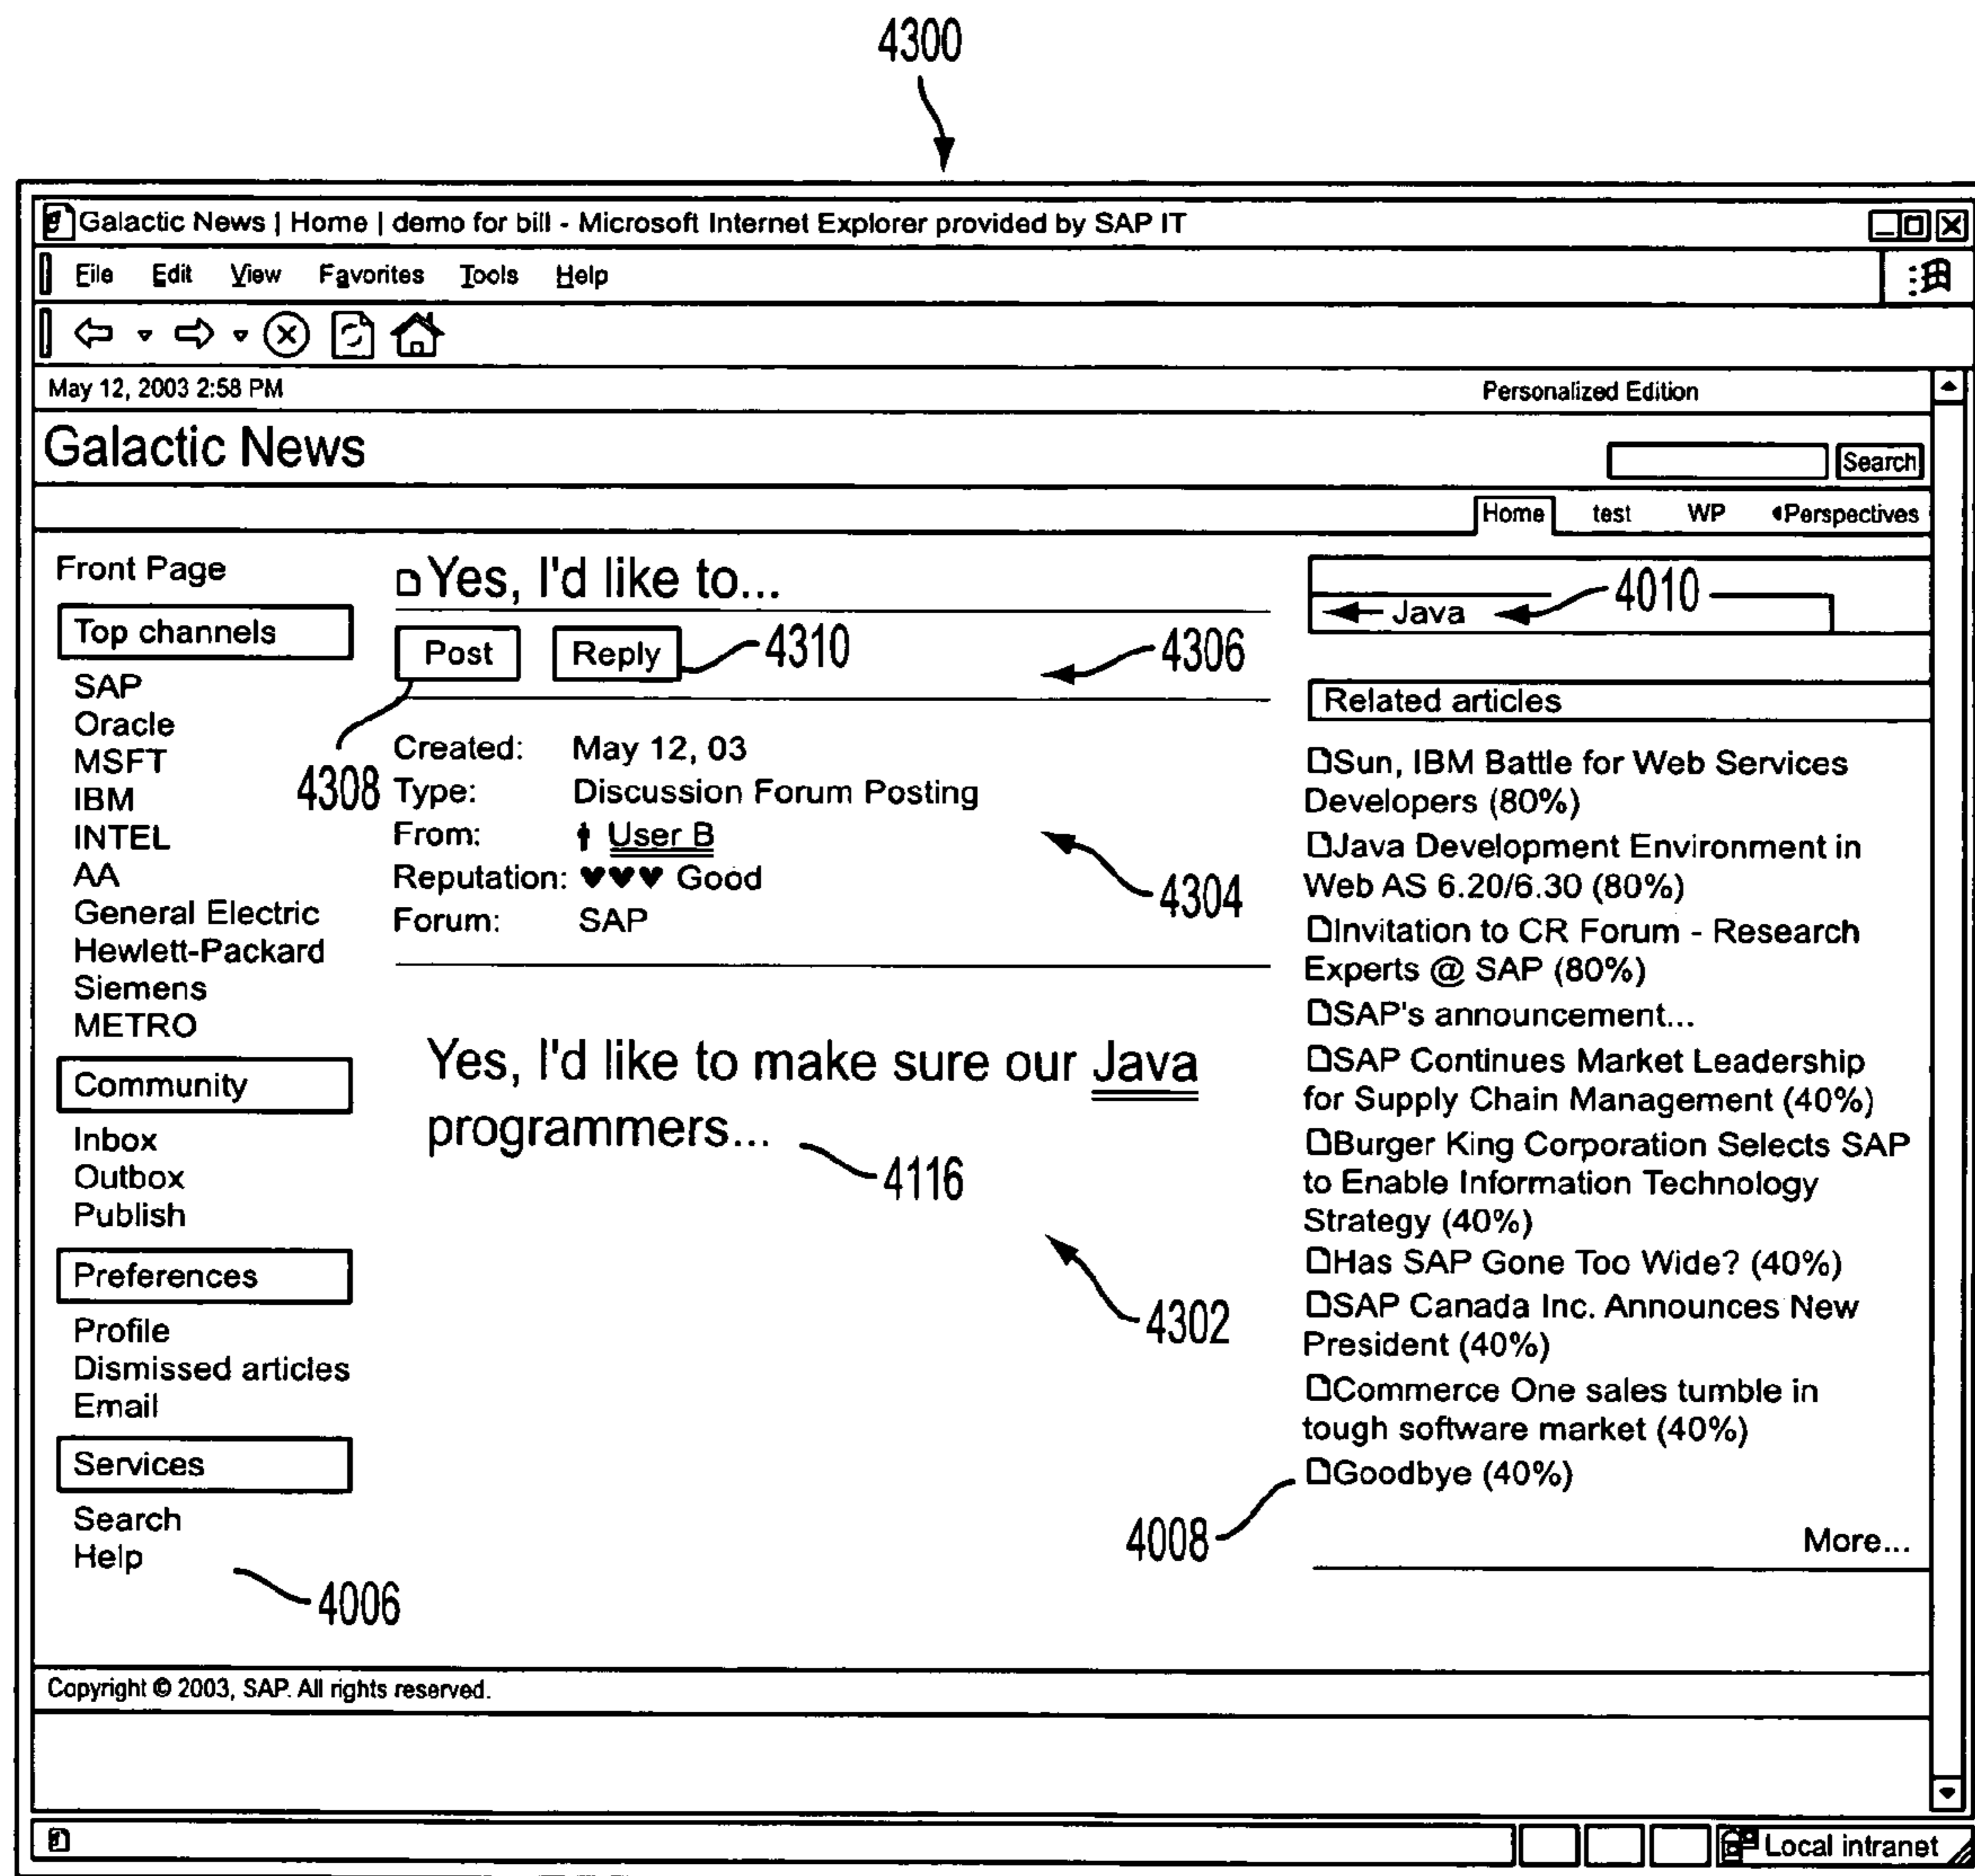 4300
Galactic News | Home | demo for bill - Microsoft Internet Explorer provided by SAP IT
File Edit View Favorites Tools Help
May 12, 2003 2:58 PM
Personalized Edition
Galactic News
Search
Home test WP Perspectives
Front Page
Top channels
SAP
Oracle
MSFT
IBM
INTEL
AA
General Electric
Hewlett-Packard
Siemens
METRO
Community
Inbox
Outbox
Publish
Preferences
Profile
Dismissed articles
Email
Services
Search
Help
4006
Yes, I'd like to...
Post Reply
4310
4306
4308
Created: May 12, 03
Type: Discussion Forum Posting
From: User B
Reputation: ♥♥♥ Good
Forum: SAP
4304
Yes, I'd like to make sure our Java
programmers...
4116
4302
4010
Java
Related articles
Sun, IBM Battle for Web Services
Developers (80%)
Java Development Environment in
Web AS 6.20/6.30 (80%)
Invitation to CR Forum - Research
Experts @ SAP (80%)
SAP's announcement...
SAP Continues Market Leadership
for Supply Chain Management (40%)
Burger King Corporation Selects SAP
to Enable Information Technology
Strategy (40%)
Has SAP Gone Too Wide? (40%)
SAP Canada Inc. Announces New
President (40%)
Commerce One sales tumble in
tough software market (40%)
Goodbye (40%)
4008
More...
Copyright © 2003, SAP. All rights reserved.
Local intranet